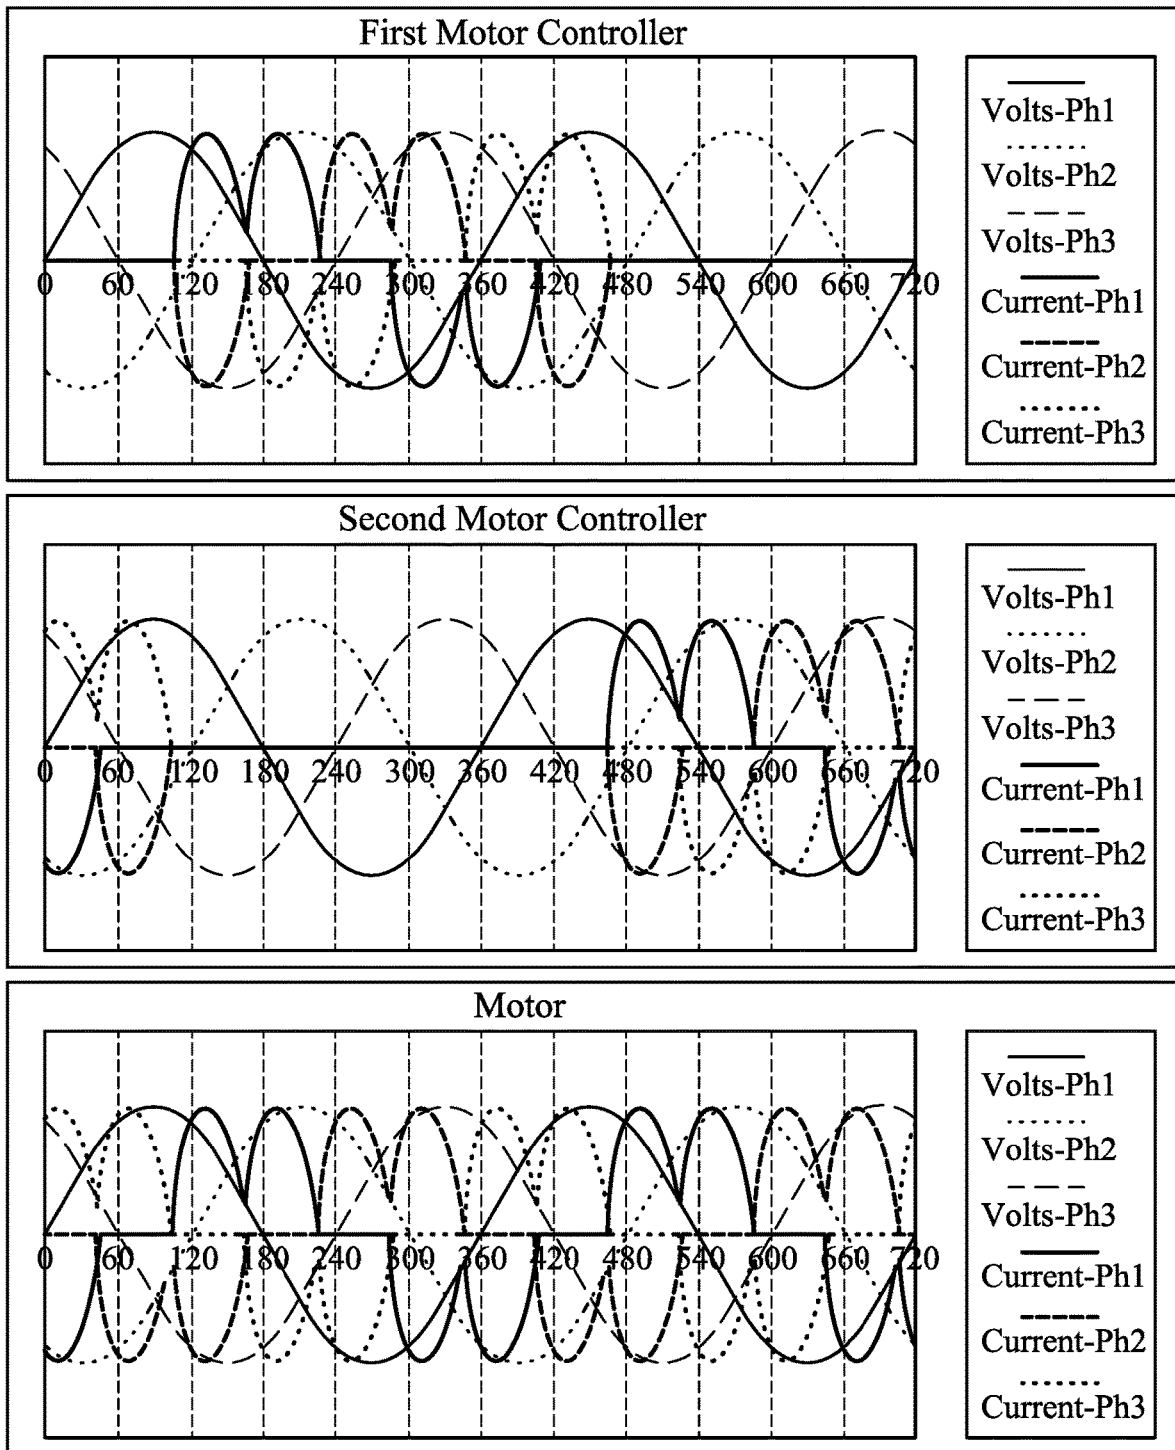 First Motor Controller
0 60 120 180 240 300 360 420 480 540 600 660 720
Volts-Ph1
Volts-Ph2
Volts-Ph3
Current-Ph1
Current-Ph2
Current-Ph3
Second Motor Controller
0 60 120 180 240 300 360 420 480 540 600 660 720
Volts-Ph1
Volts-Ph2
Volts-Ph3
Current-Ph1
Current-Ph2
Current-Ph3
Motor
0 60 120 180 240 300 360 420 480 540 600 660 720
Volts-Ph1
Volts-Ph2
Volts-Ph3
Current-Ph1
Current-Ph2
Current-Ph3